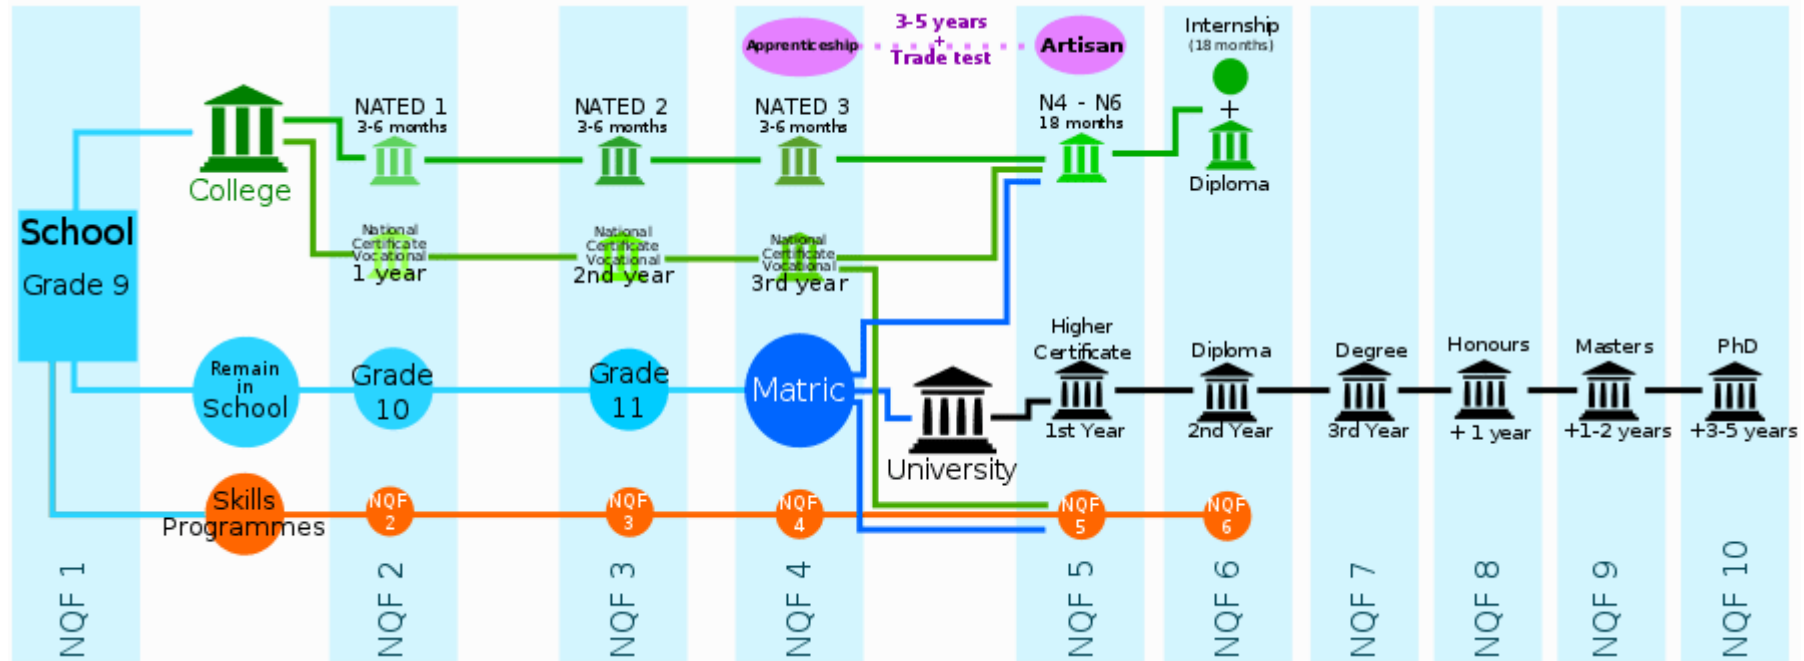 3-5 years
+
Trade test
Apprenticeship
Artisan
Internship
(18 months)
+
Diploma
NATED 1
3-6 months
NATED 2
3-6 months
NATED 3
3-6 months
N4 - N6
18 months
College
School
Grade 9
National
Certificate
Vocational
1 year
National
Certificate
Vocational
2nd year
National
Certificate
Vocational
3rd year
Remain
in
School
Grade
10
Grade
11
Matric
University
Higher
Certificate
1st Year
Diploma
2nd Year
Degree
3rd Year
Honours
+ 1 year
Masters
+1-2 years
PhD
+3-5 years
Skills
Programmes
NQF
2
NQF
3
NQF
4
NQF
5
NQF
6
NQF 1
NQF 2
NQF 3
NQF 4
NQF 5
NQF 6
NQF 7
NQF 8
NQF 9
NQF 10